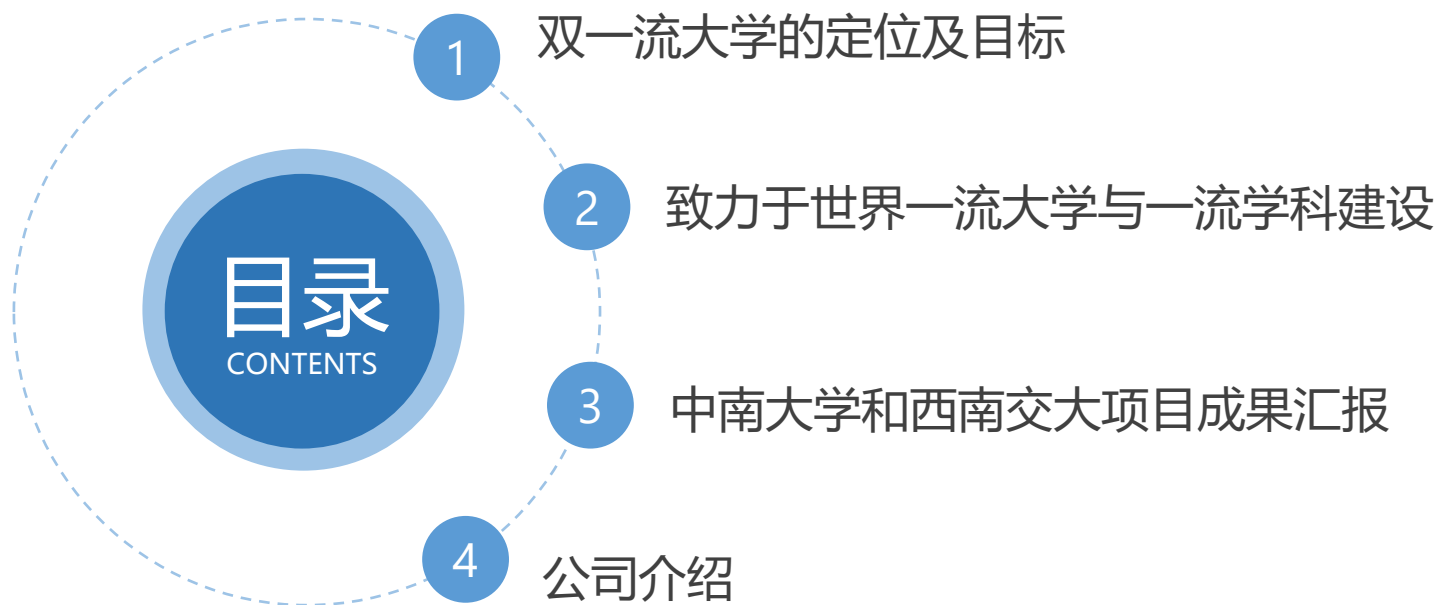 目录
CONTENTS
1 双一流大学的定位及目标
2 致力于世界一流大学与一流学科建设
3 中南大学和西南交大项目成果汇报
4 公司介绍